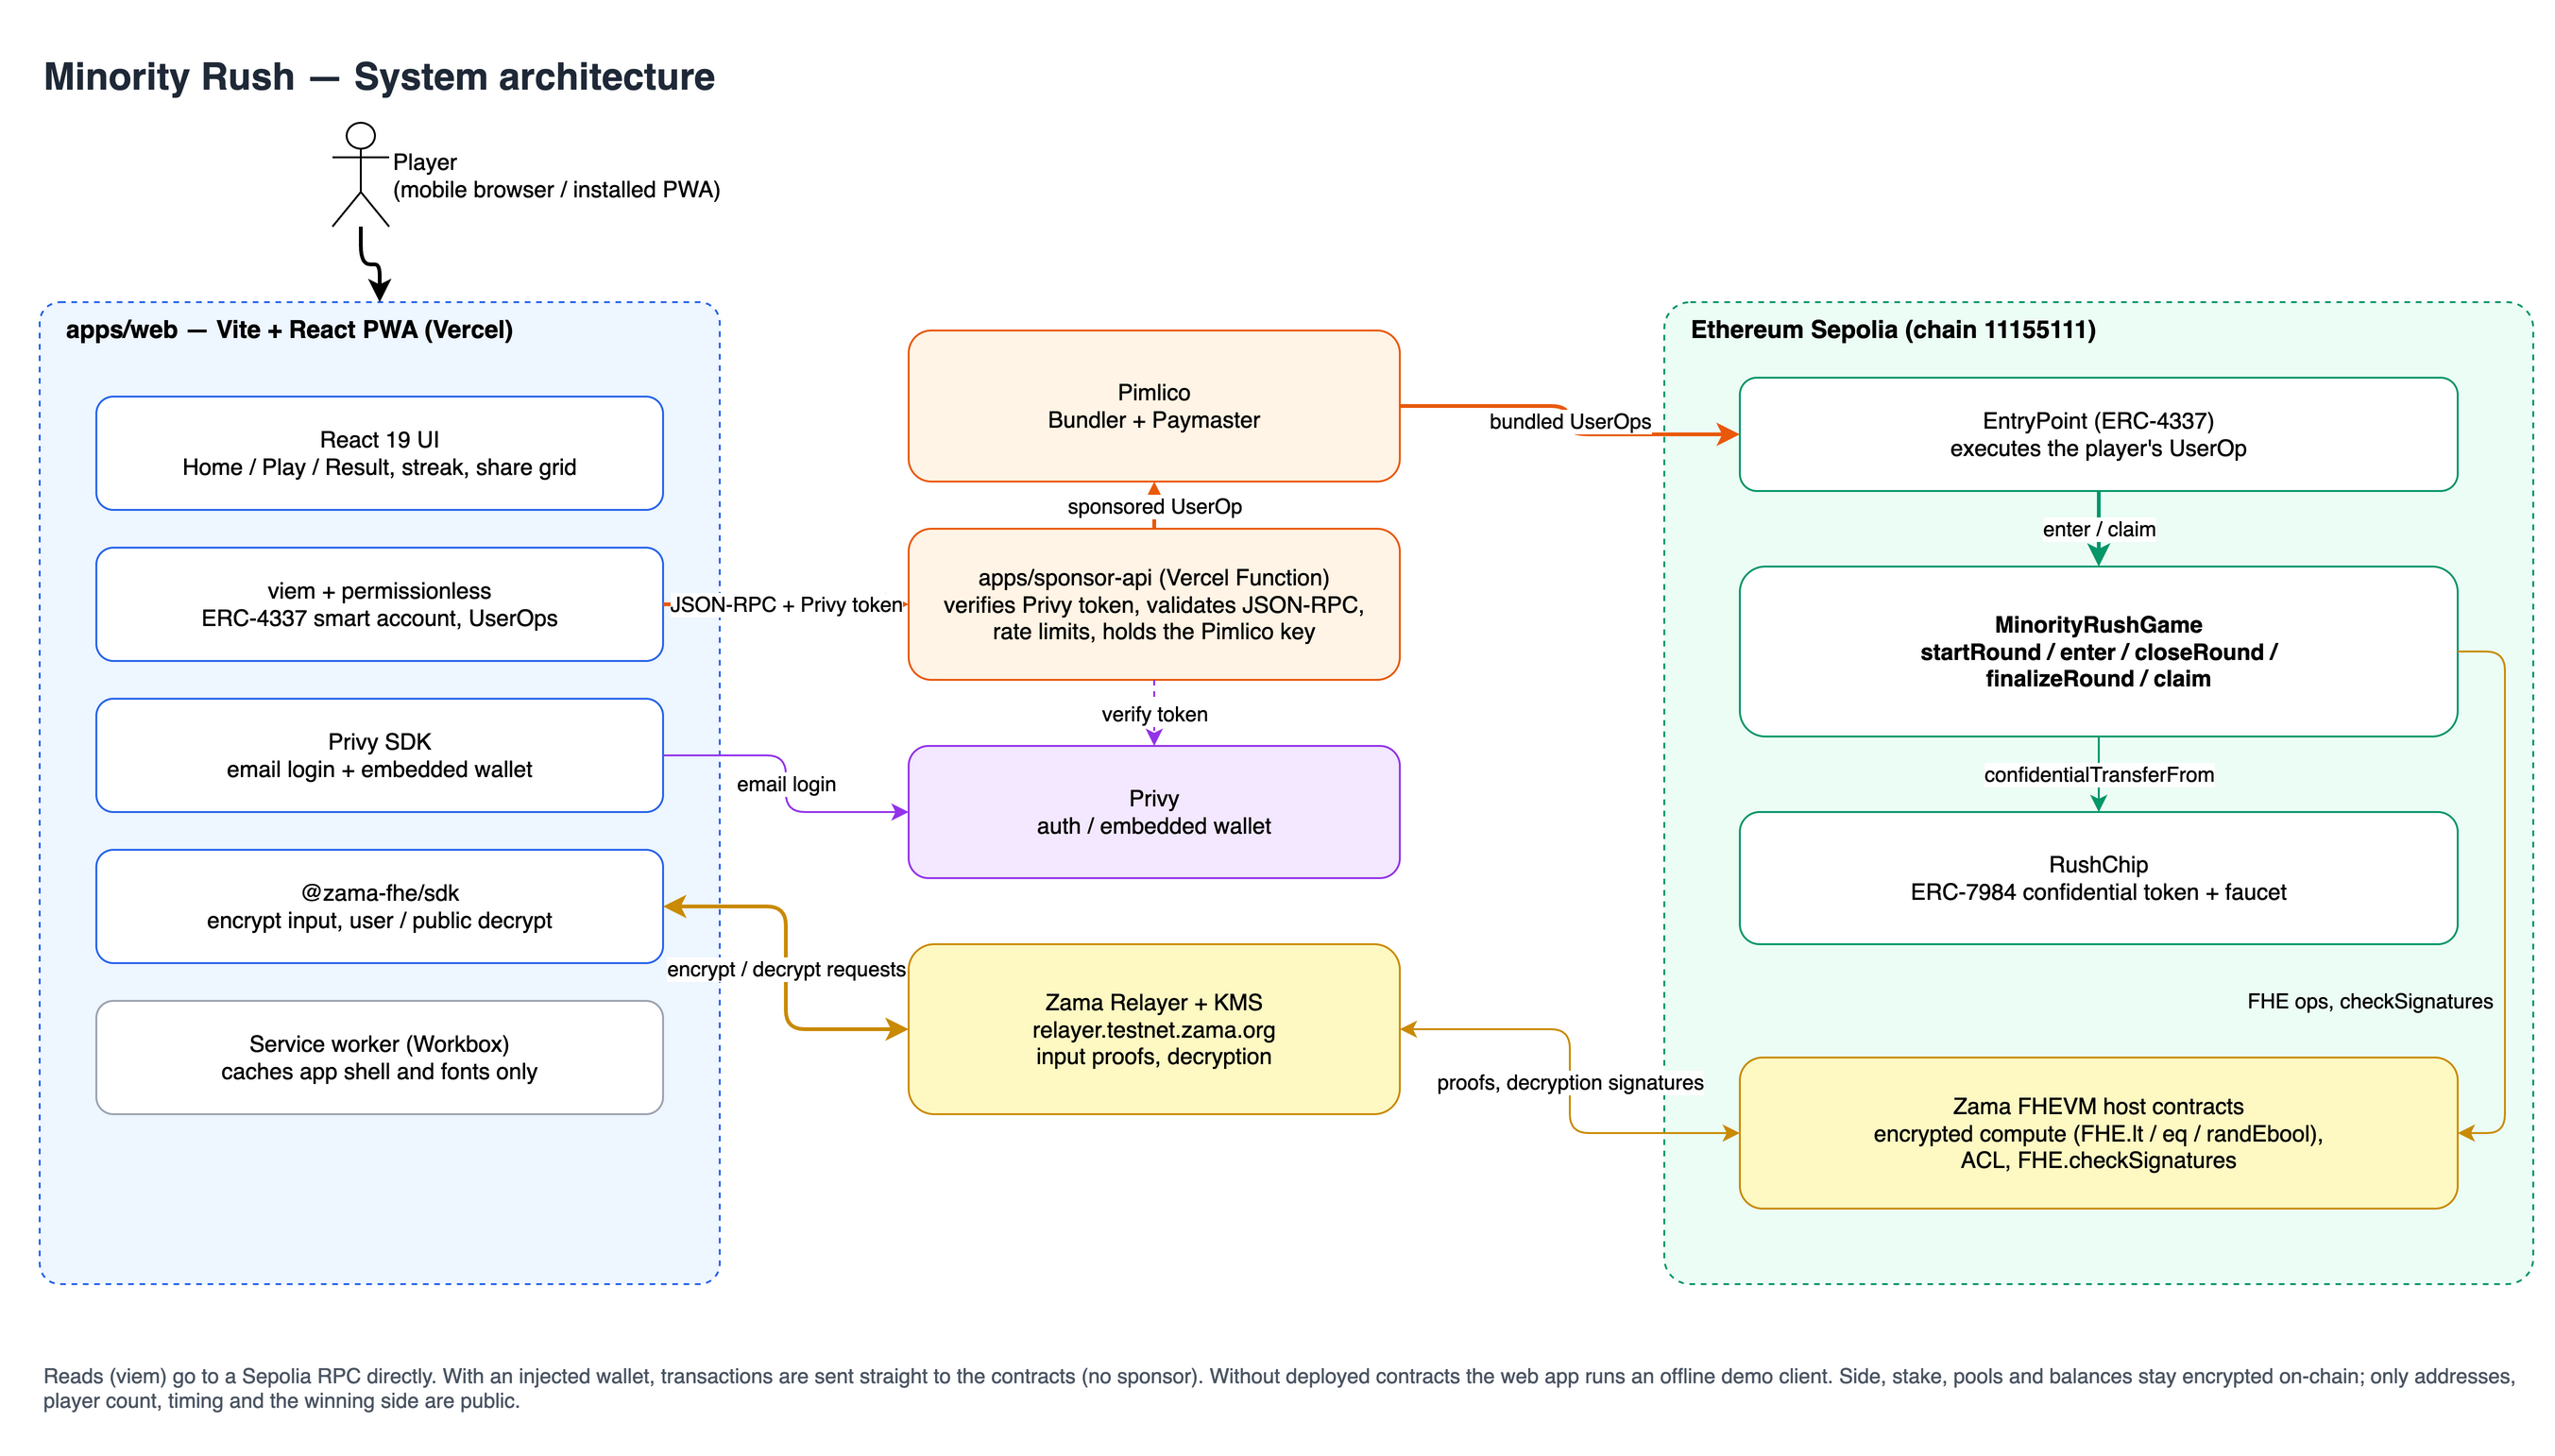 Minority Rush — System architecture
Player
(mobile browser / installed PWA)
apps/web — Vite + React PWA (Vercel)
React 19 UI
Home / Play / Result, streak, share grid
viem + permissionless
ERC-4337 smart account, UserOps
Privy SDK
email login + embedded wallet
@zama-fhe/sdk
encrypt input, user / public decrypt
Service worker (Workbox)
caches app shell and fonts only
JSON-RPC + Privy token
email login
encrypt / decrypt requests
Pimlico
Bundler + Paymaster
sponsored UserOp
apps/sponsor-api (Vercel Function)
verifies Privy token, validates JSON-RPC,
rate limits, holds the Pimlico key
verify token
Privy
auth / embedded wallet
Zama Relayer + KMS
relayer.testnet.zama.org
input proofs, decryption
bundled UserOps
proofs, decryption signatures
Ethereum Sepolia (chain 11155111)
EntryPoint (ERC-4337)
executes the player's UserOp
enter / claim
MinorityRushGame
startRound / enter / closeRound /
finalizeRound / claim
confidentialTransferFrom
RushChip
ERC-7984 confidential token + faucet
FHE ops, checkSignatures
Zama FHEVM host contracts
encrypted compute (FHE.lt / eq / randEbool),
ACL, FHE.checkSignatures
Reads (viem) go to a Sepolia RPC directly. With an injected wallet, transactions are sent straight to the contracts (no sponsor). Without deployed contracts the web app runs an offline demo client. Side, stake, pools and balances stay encrypted on-chain; only addresses,
player count, timing and the winning side are public.